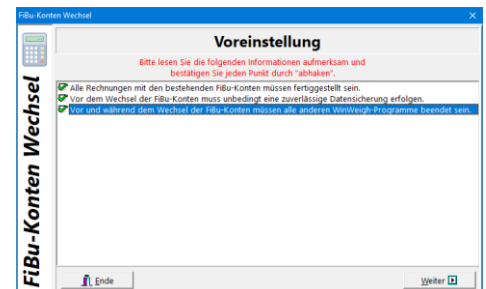 FiBu-Konten Wechsel
FiBu-Konten Wechsel
Voreinstellung
Bitte lesen Sie die folgenden Informationen aufmerksam und
bestätigen Sie jeden Punkt durch "abhaken".
Alle Rechnungen mit den bestehenden FiBu-Konten müssen fertiggestellt sein.
Vor dem Wechsel der FiBu-Konten muss unbedingt eine zuverlässige Datensicherung erfolgen.
Vor und während dem Wechsel der FiBu-Konten müssen alle anderen WinWeigh-Programme beendet sein.
Ende
Weiter